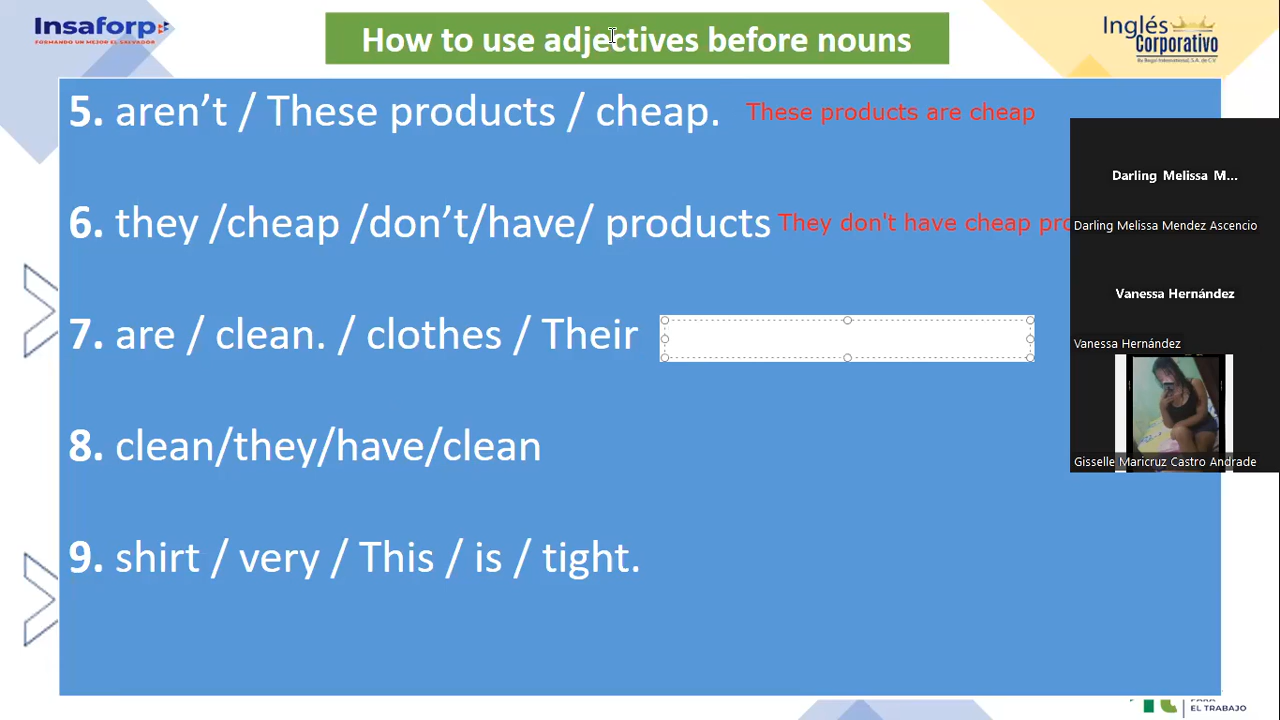 Insaforp
FORMANDO UN MEJOR EL SALVADOR
How to use adjectives before nouns
Inglés
Corporativo
5. aren’t / These products / cheap. These products are cheap
6. they /cheap /don’t/have/ products They don't have cheap pro
7. are / clean. / clothes / Their
8. clean/they/have/clean
9. shirt / very / This / is / tight.
Darling Melissa M...
Darling Melissa Mendez Ascencio
Vanessa Hernández
Vanessa Hernández
Gisselle Maricruz Castro Andrade
EL TRABAJO